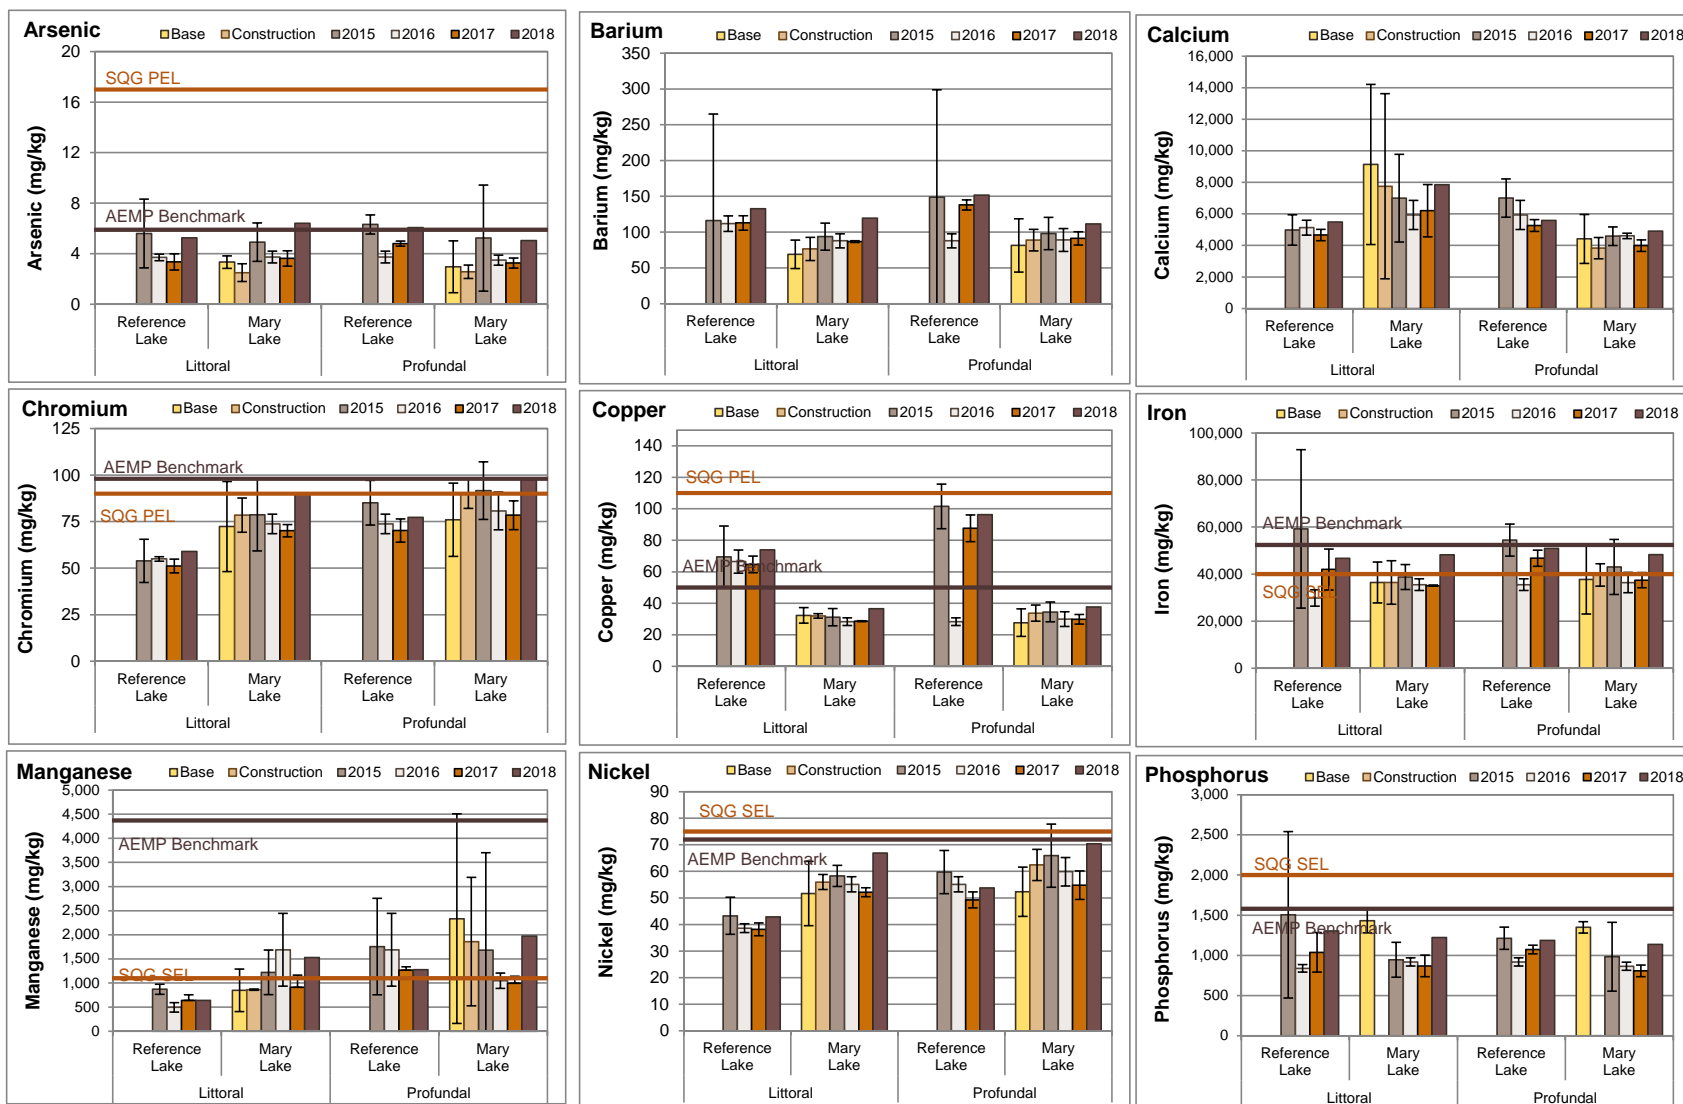 Arsenic
Base Construction 2015 2016 2017 2018
Arsenic (mg/kg)
20
18
16
14
12
10
8
6
4
2
0
SQG PEL
AEMP Benchmark
Reference Lake
Mary Lake
Reference Lake
Mary Lake
Littoral
Profundal
Barium
Base Construction 2015 2016 2017 2018
Barium (mg/kg)
350
300
250
200
150
100
50
0
Reference Lake
Mary Lake
Reference Lake
Mary Lake
Littoral
Profundal
Calcium
Base Construction 2015 2016 2017 2018
Calcium (mg/kg)
16,000
14,000
12,000
10,000
8,000
6,000
4,000
2,000
0
Reference Lake
Mary Lake
Reference Lake
Mary Lake
Littoral
Profundal
Chromium
Base Construction 2015 2016 2017 2018
Chromium (mg/kg)
125
100
75
50
25
0
AEMP Benchmark
SQG PEL
Reference Lake
Mary Lake
Reference Lake
Mary Lake
Littoral
Profundal
Copper
Base Construction 2015 2016 2017 2018
Copper (mg/kg)
140
120
100
80
60
40
20
0
SQG PEL
AEMP Benchmark
Reference Lake
Mary Lake
Reference Lake
Mary Lake
Littoral
Profundal
Iron
Base Construction 2015 2016 2017 2018
Iron (mg/kg)
100,000
80,000
60,000
40,000
20,000
0
AEMP Benchmark
SQG SEL
Reference Lake
Mary Lake
Reference Lake
Mary Lake
Littoral
Profundal
Manganese
Base Construction 2015 2016 2017 2018
Manganese (mg/kg)
5,000
4,500
4,000
3,500
3,000
2,500
2,000
1,500
1,000
500
0
AEMP Benchmark
SQG SEL
Reference Lake
Mary Lake
Reference Lake
Mary Lake
Littoral
Profundal
Nickel
Base Construction 2015 2016 2017 2018
Nickel (mg/kg)
90
80
70
60
50
40
30
20
10
0
SQG SEL
AEMP Benchmark
Reference Lake
Mary Lake
Reference Lake
Mary Lake
Littoral
Profundal
Phosphorus
Base Construction 2015 2016 2017 2018
Phosphorus (mg/kg)
3,000
2,500
2,000
1,500
1,000
500
0
SQG SEL
AEMP Benchmark
Reference Lake
Mary Lake
Reference Lake
Mary Lake
Littoral
Profundal